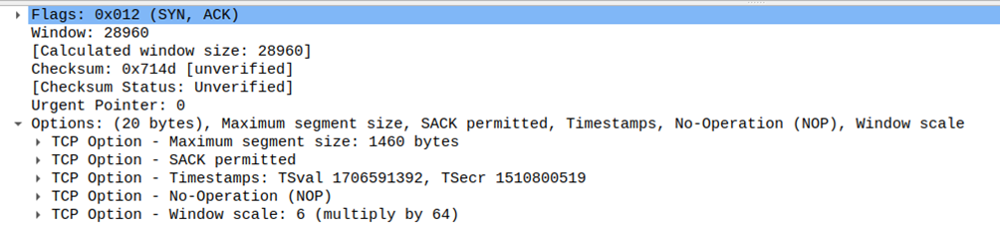 Flags: 0x012 (SYN, ACK)
Window: 28960
[Calculated window size: 28960]
Checksum: 0x714d [unverified]
[Checksum Status: Unverified]
Urgent Pointer: 0
Options: (20 bytes), Maximum segment size, SACK permitted, Timestamps, No-Operation (NOP), Window scale
TCP Option - Maximum segment size: 1460 bytes
TCP Option - SACK permitted
TCP Option - Timestamps: TSval 1706591392, TSecr 1510800519
TCP Option - No-Operation (NOP)
TCP Option - Window scale: 6 (multiply by 64)